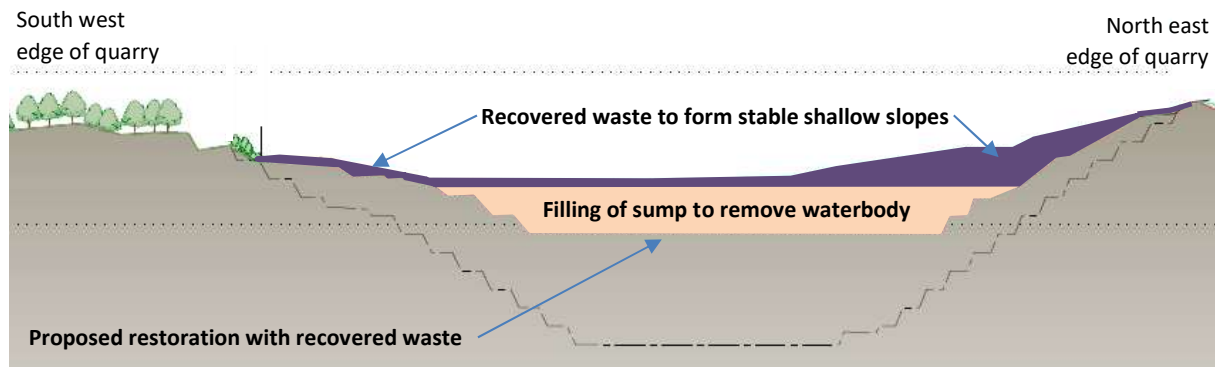 South west
edge of quarry
North east
edge of quarry
Recovered waste to form stable shallow slopes
Filling of sump to remove waterbody
Proposed restoration with recovered waste